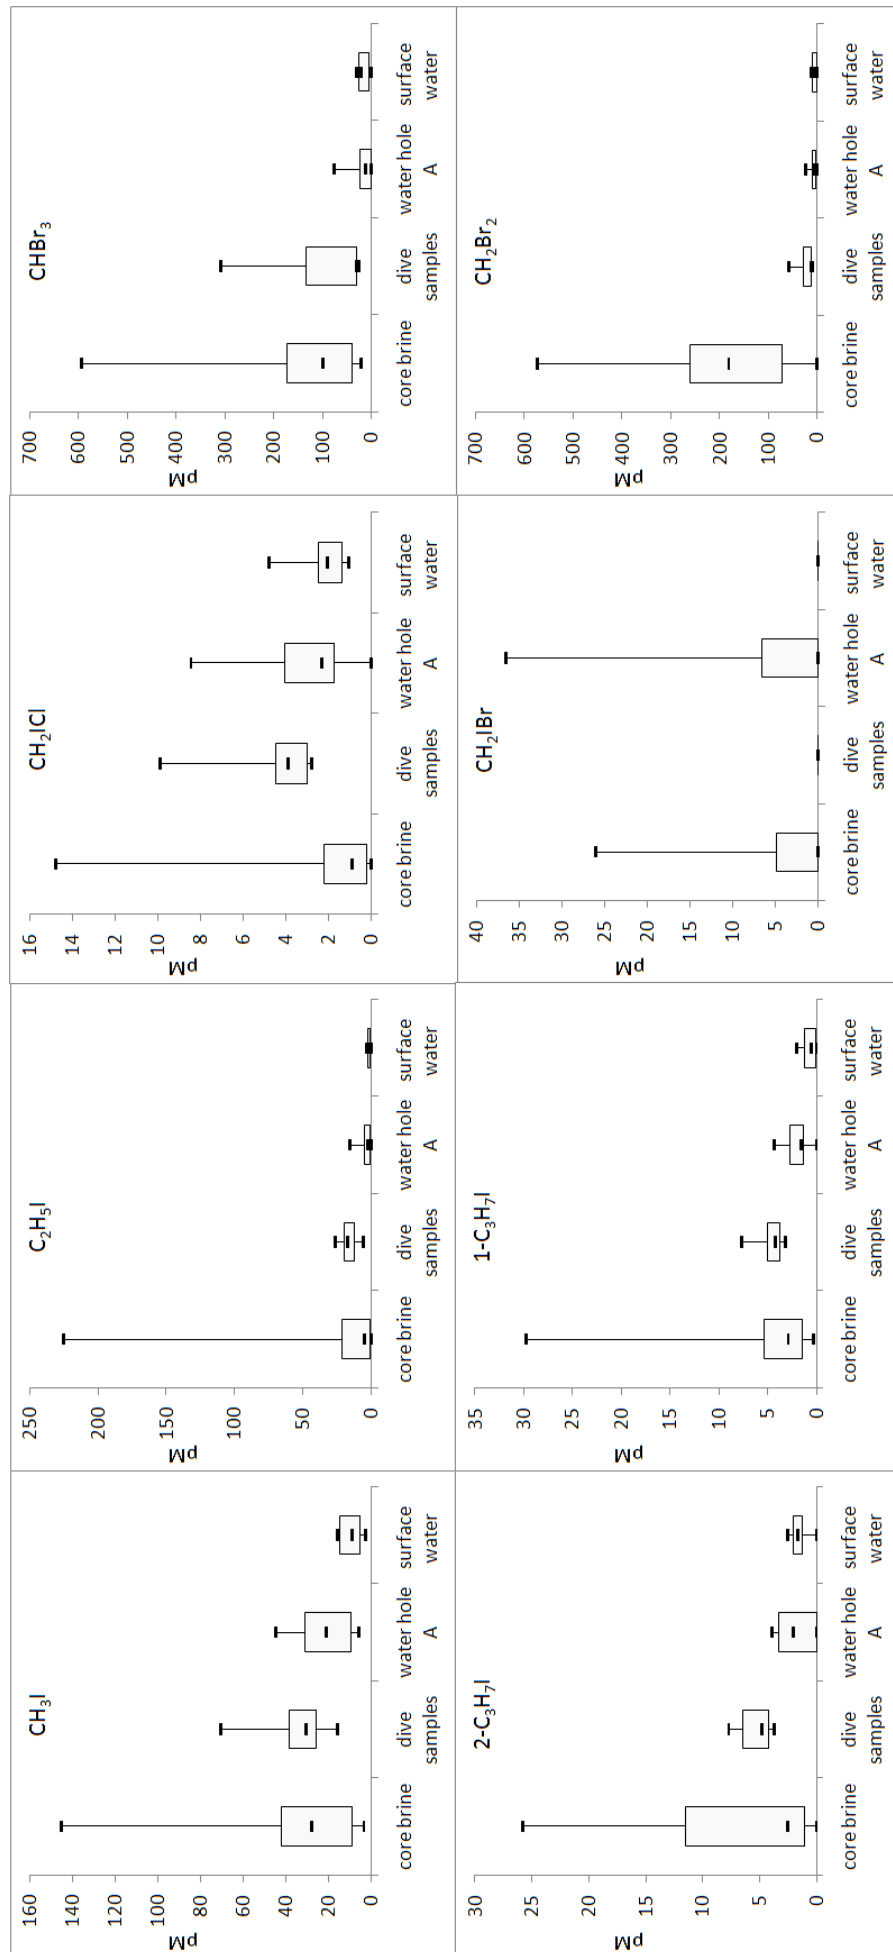 CH₃I
160
140
120
100
80
60
40
20
0
pM
core brine
dive samples
water hole A
surface water
C₂H₅I
250
200
150
100
50
0
pM
core brine
dive samples
water hole A
surface water
CH₂ICl
16
14
12
10
8
6
4
2
0
pM
core brine
dive samples
water hole A
surface water
CHBr₃
700
600
500
400
300
200
100
0
pM
core brine
dive samples
water hole A
surface water
2-C₃H₇I
30
25
20
15
10
5
0
pM
core brine
dive samples
water hole A
surface water
1-C₃H₇I
35
30
25
20
15
10
5
0
pM
core brine
dive samples
water hole A
surface water
CH₂IBr
40
35
30
25
20
15
10
5
0
pM
core brine
dive samples
water hole A
surface water
CH₂Br₂
700
600
500
400
300
200
100
0
pM
core brine
dive samples
water hole A
surface water